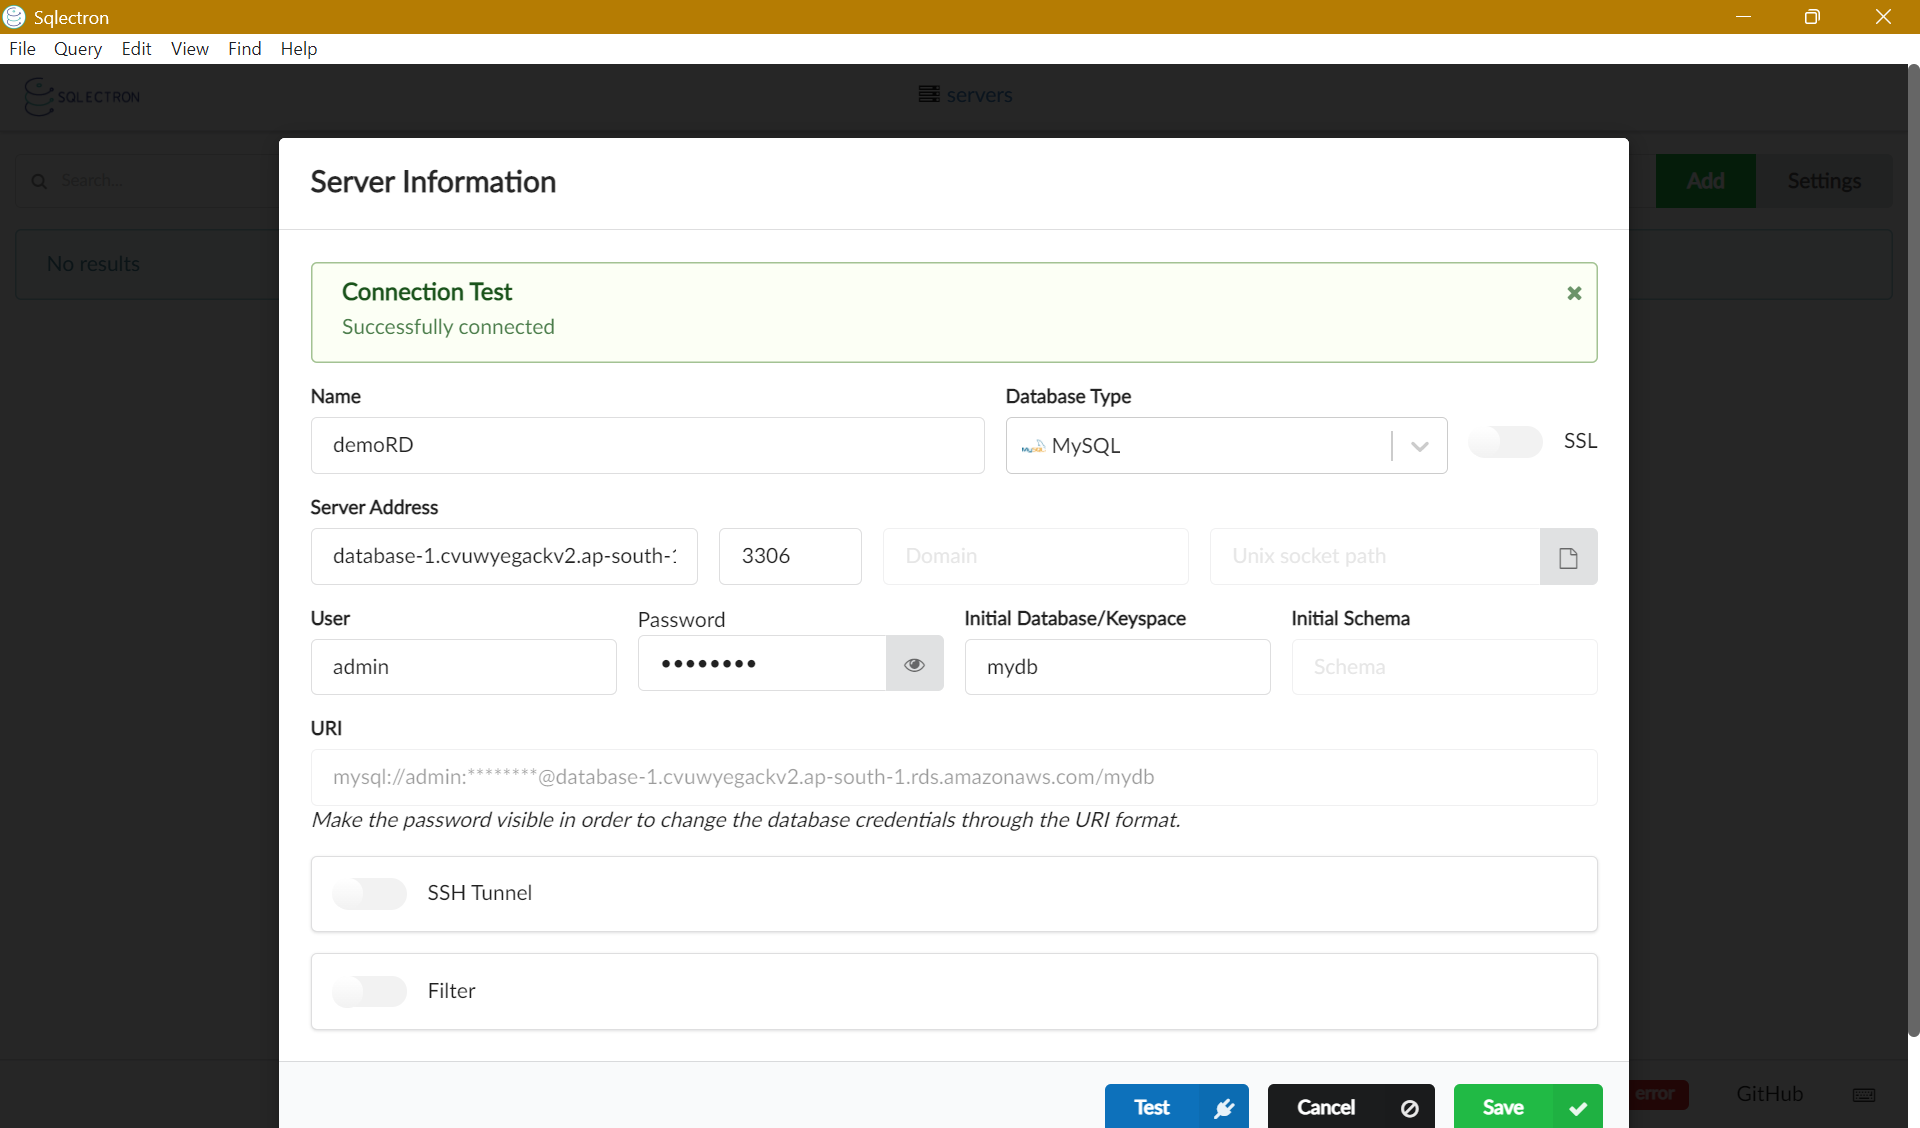 Sqlectron
File Query Edit View Find Help
SQLECTRON
servers
Search...
Add
Settings
No results
Server Information
Connection Test
Successfully connected
Name
Database Type
demoRD
MySQL
MySQL
SSL
Server Address
database-1.cvuwyegackv2.ap-south-1
3306
Domain
Unix socket path
User
Password
Initial Database/Keyspace
Initial Schema
admin
••••••••
mydb
Schema
URI
mysql://admin:********@database-1.cvuwyegackv2.ap-south-1.rds.amazonaws.com/mydb
Make the password visible in order to change the database credentials through the URI format.
SSH Tunnel
Filter
Test
Cancel
Save
error
GitHub